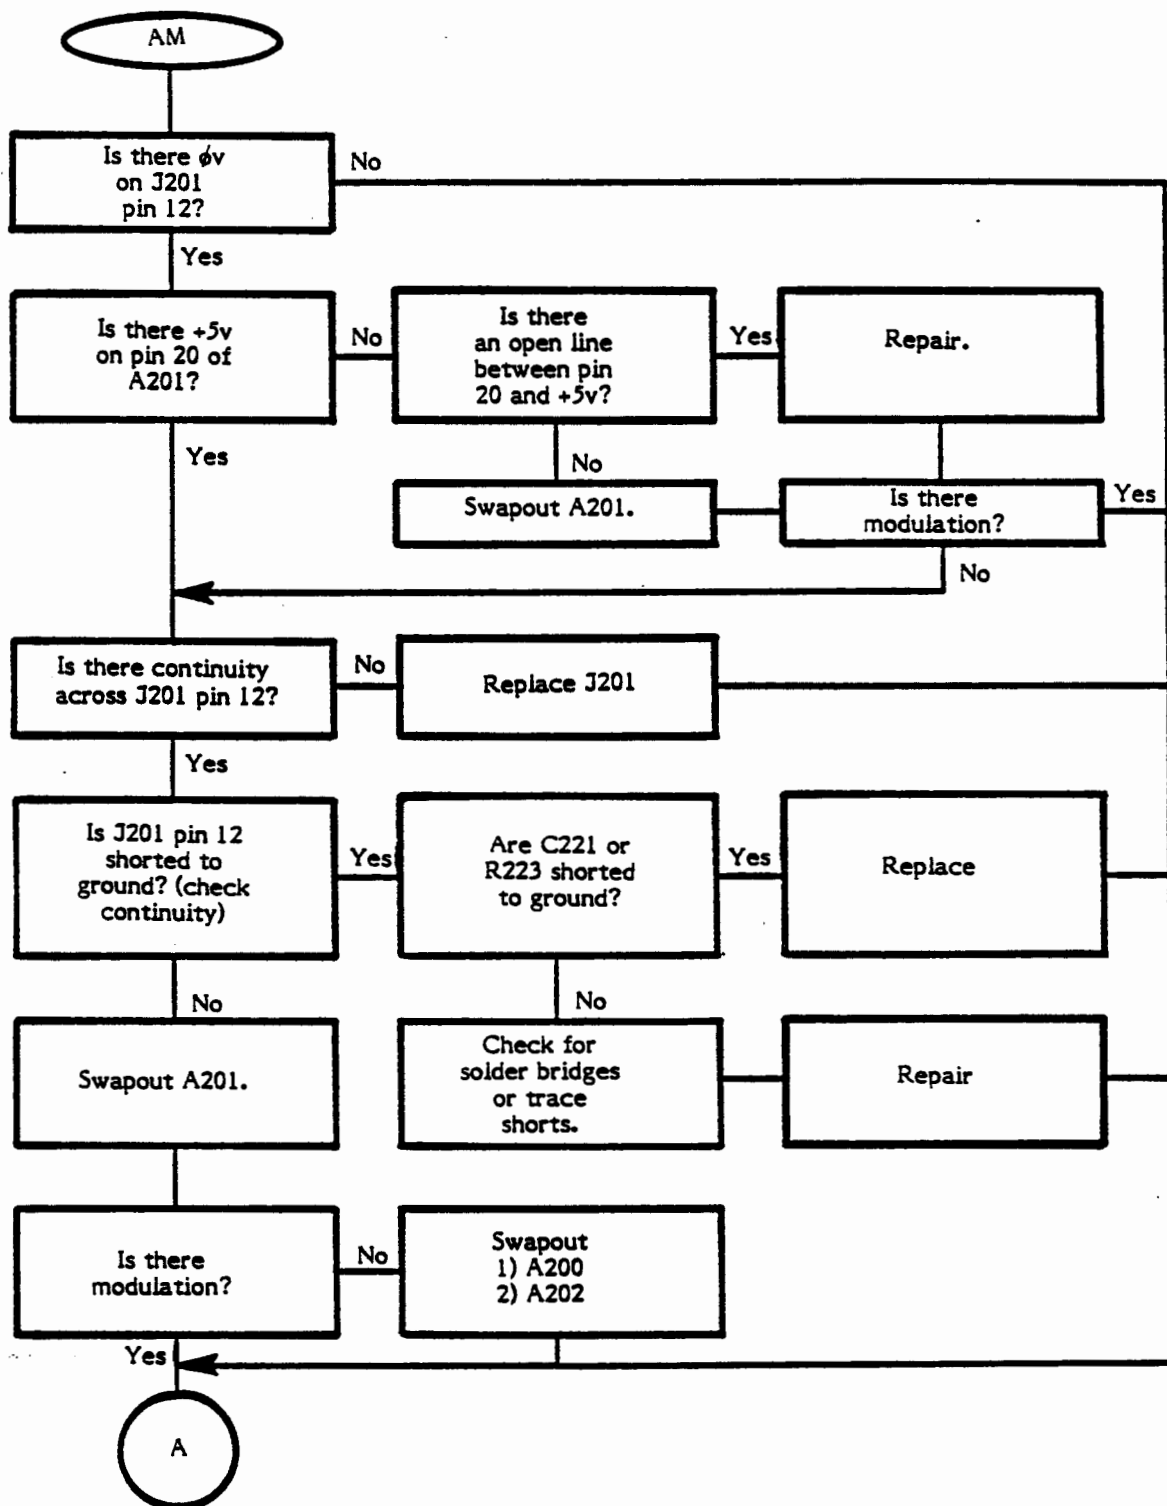 AM
Is there ϕv
on J201
pin 12?
No
Yes
Is there +5v
on pin 20 of
A201?
No
Is there
an open line
between pin
20 and +5v?
Yes
Repair.
Yes
No
Swapout A201.
Is there
modulation?
Yes
No
Is there continuity
across J201 pin 12?
No
Replace J201
Yes
Is J201 pin 12
shorted to
ground? (check
continuity)
Yes
Are C221 or
R223 shorted
to ground?
Yes
Replace
No
No
Swapout A201.
Check for
solder bridges
or trace
shorts.
Repair
Is there
modulation?
No
Swapout
1) A200
2) A202
Yes
A